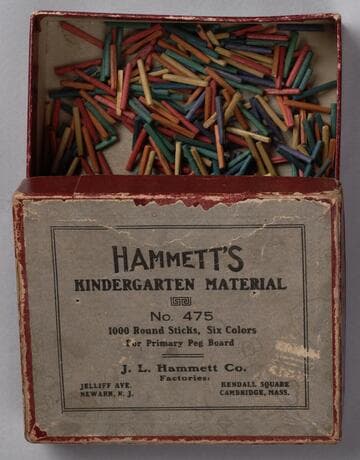 HAMMETT'S
KINDERGARTEN MATERIAL
No. 475
1000 Round Sticks, Six Colors
For Primary Peg Board
J. L. Hammett Co.
Factories:
JELLIFF AVE. KENDALL SQUARE
NEWARK, N. J. CAMBRIDGE, MASS.